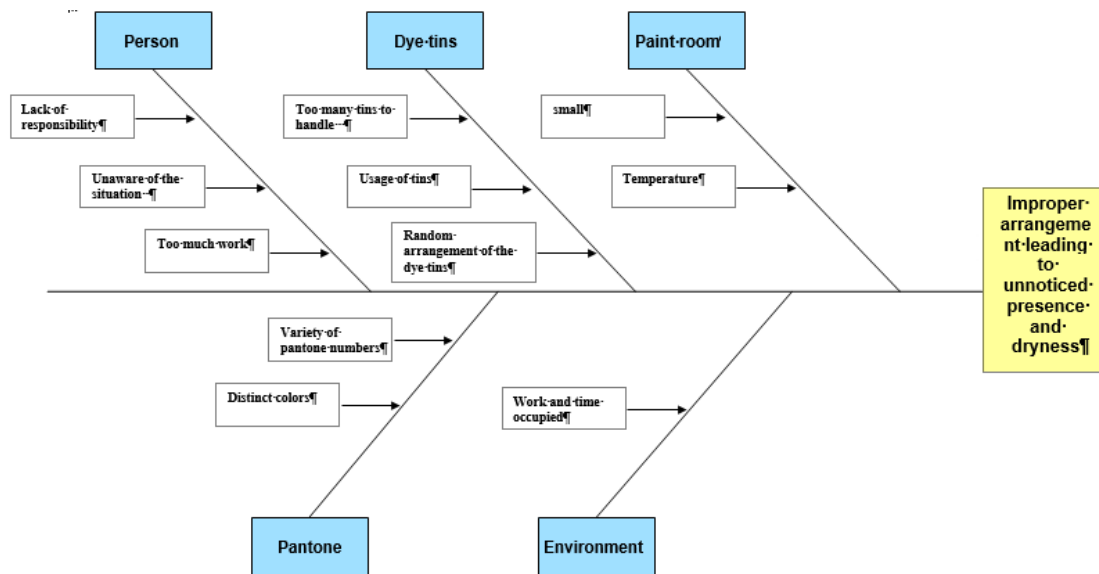 Person
Dye·tins
Paint·room
Lack·of·
responsibility¶
Too·many·tins·to·
handle··¶
small¶
Unaware·of·the·
situation··¶
Usage·of·tins¶
Temperature¶
Too·much·work¶
Random·
arrangement·of·the·
dye·tins¶
Improper·
arrangeme
nt·leading·
to·
unnoticed·
presence·
and·
dryness¶
Variety·of·
pantone·numbers¶
Distinct·colors¶
Work·and·time·
occupied¶
Pantone
Environment